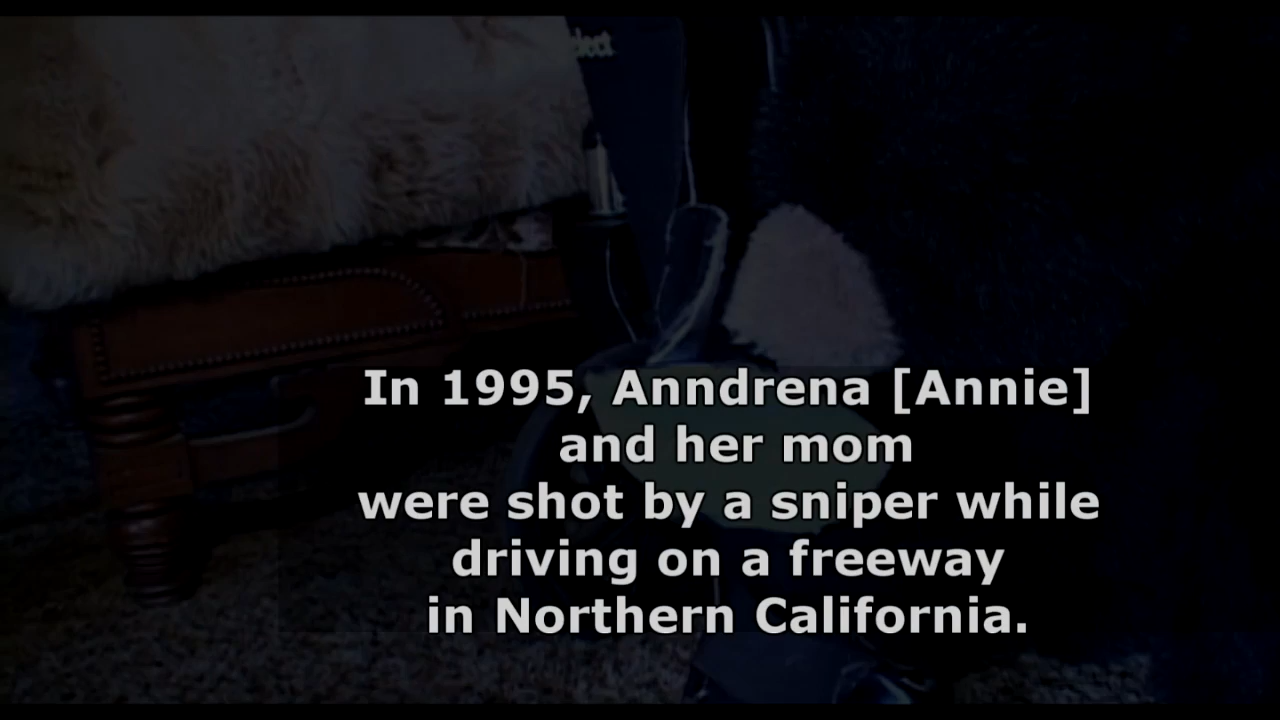 In 1995, Anndrena [Annie]
and her mom
were shot by a sniper while
driving on a freeway
in Northern California.